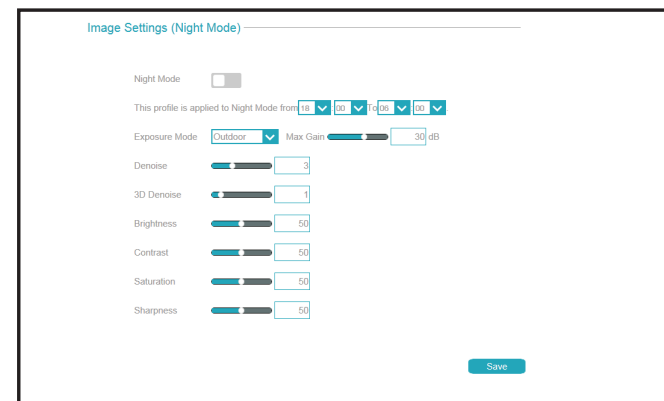 Image Settings (Night Mode)
Night Mode
This profile is applied to Night Mode from 18 : 00 To 06 : 00
Exposure Mode Outdoor Max Gain 30 dB
Denoise 3
3D Denoise 1
Brightness 50
Contrast 50
Saturation 50
Sharpness 50
Save